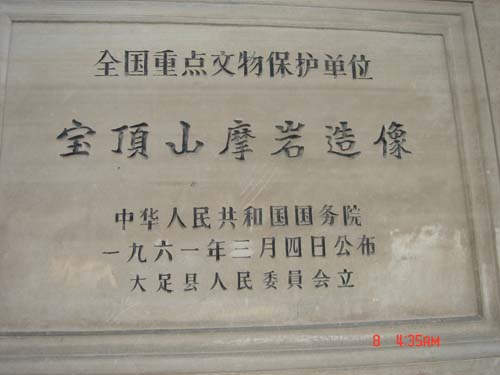 全国重点文物保护单位
宝頂山摩岩造像
中华人民共和国国务院
一九六一年三月四日公布
大足县人民委員会立
8 4:35AM